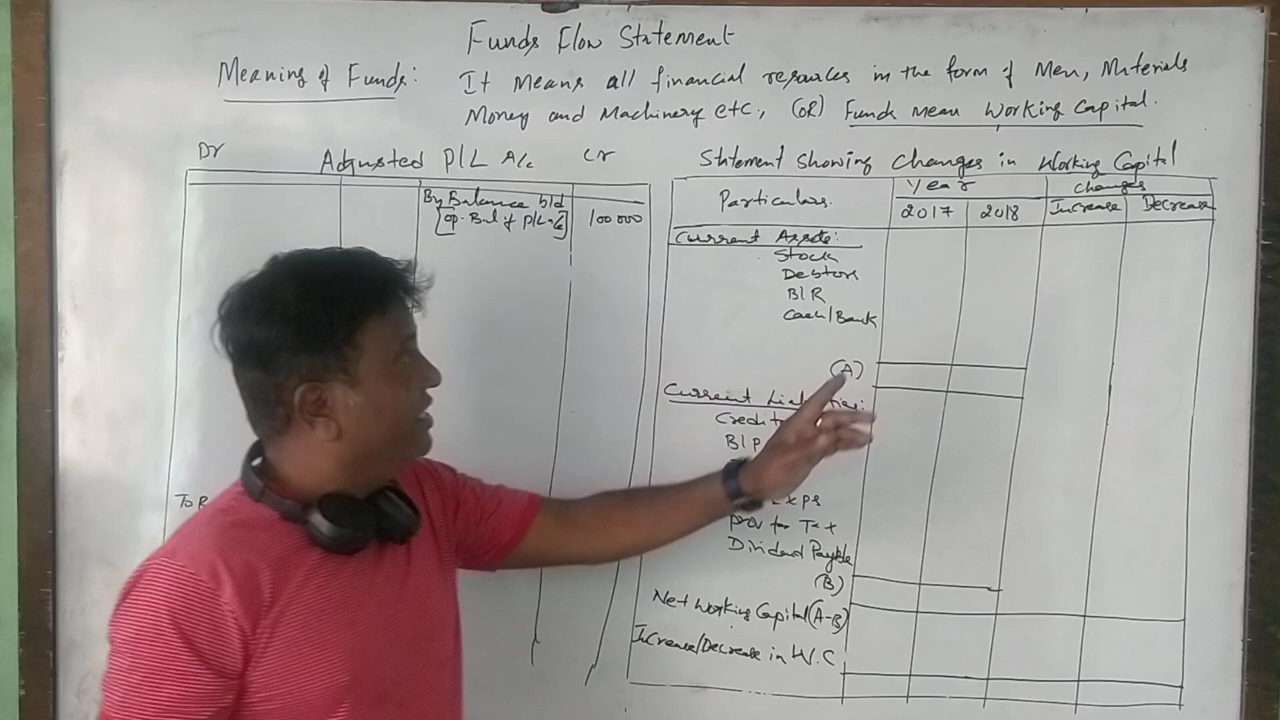 Funds Flow Statement
Meaning of Funds: It Means all financial resources in the form of Men, Materials
Money and Machinery etc., (OR) Funds mean Working Capital.
Dr Adjusted P/L A/c Cr
By Balance b/d
[op. Bal of P/L A/c] 100 000
To
Statement Showing Changes in Working Capital
Particulars. Year Changes
2017 2018 Increase Decrease
Current Assets:
Stock
Debtors
B/R
Cash/Bank
(A)
Current
B/P
Exps
Prov for Tax
Dividend Payable
(B)
Net Working Capital (A-B)
Increase/Decrease in W.C